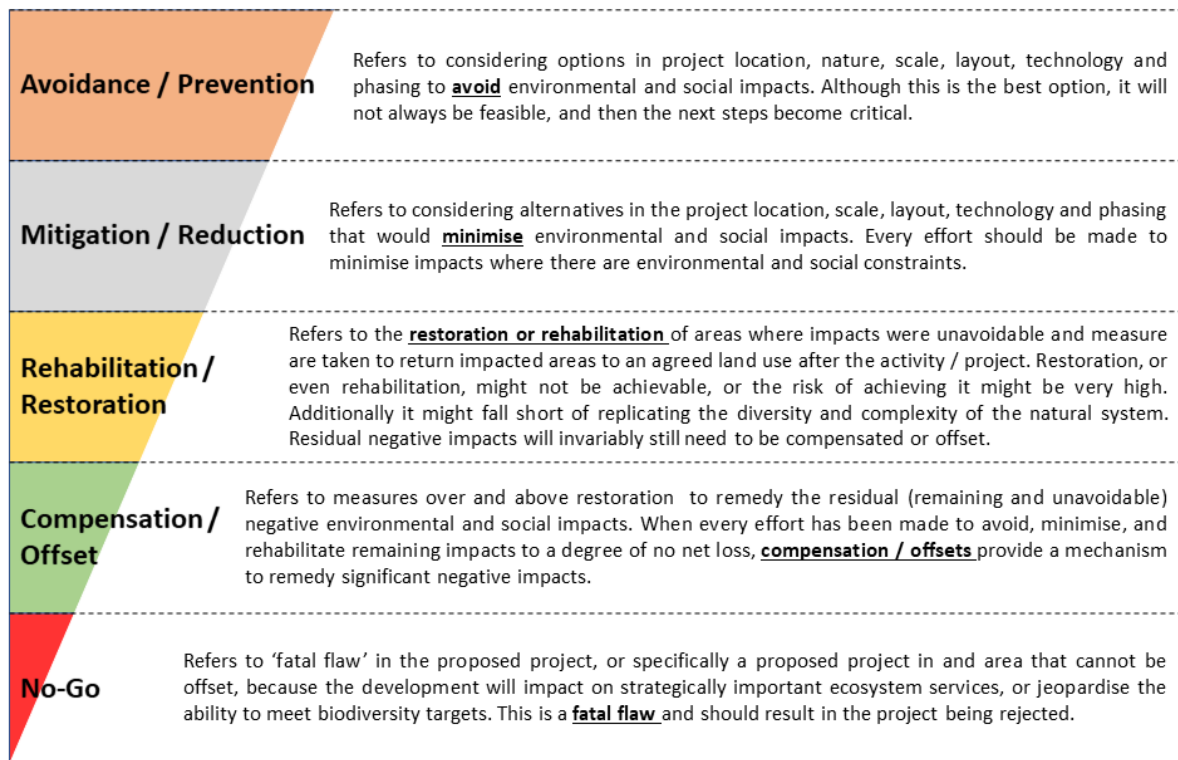 Avoidance / Prevention
Refers to considering options in project location, nature, scale, layout, technology and
phasing to avoid environmental and social impacts. Although this is the best option, it will
not always be feasible, and then the next steps become critical.
Mitigation / Reduction
Refers to considering alternatives in the project location, scale, layout, technology and phasing
that would minimise environmental and social impacts. Every effort should be made to
minimise impacts where there are environmental and social constraints.
Rehabilitation /
Restoration
Refers to the restoration or rehabilitation of areas where impacts were unavoidable and measure
are taken to return impacted areas to an agreed land use after the activity / project. Restoration, or
even rehabilitation, might not be achievable, or the risk of achieving it might be very high.
Additionally it might fall short of replicating the diversity and complexity of the natural system.
Residual negative impacts will invariably still need to be compensated or offset.
Compensation /
Offset
Refers to measures over and above restoration to remedy the residual (remaining and unavoidable)
negative environmental and social impacts. When every effort has been made to avoid, minimise, and
rehabilitate remaining impacts to a degree of no net loss, compensation / offsets provide a mechanism
to remedy significant negative impacts.
No-Go
Refers to ‘fatal flaw’ in the proposed project, or specifically a proposed project in and area that cannot be
offset, because the development will impact on strategically important ecosystem services, or jeopardise the
ability to meet biodiversity targets. This is a fatal flaw and should result in the project being rejected.